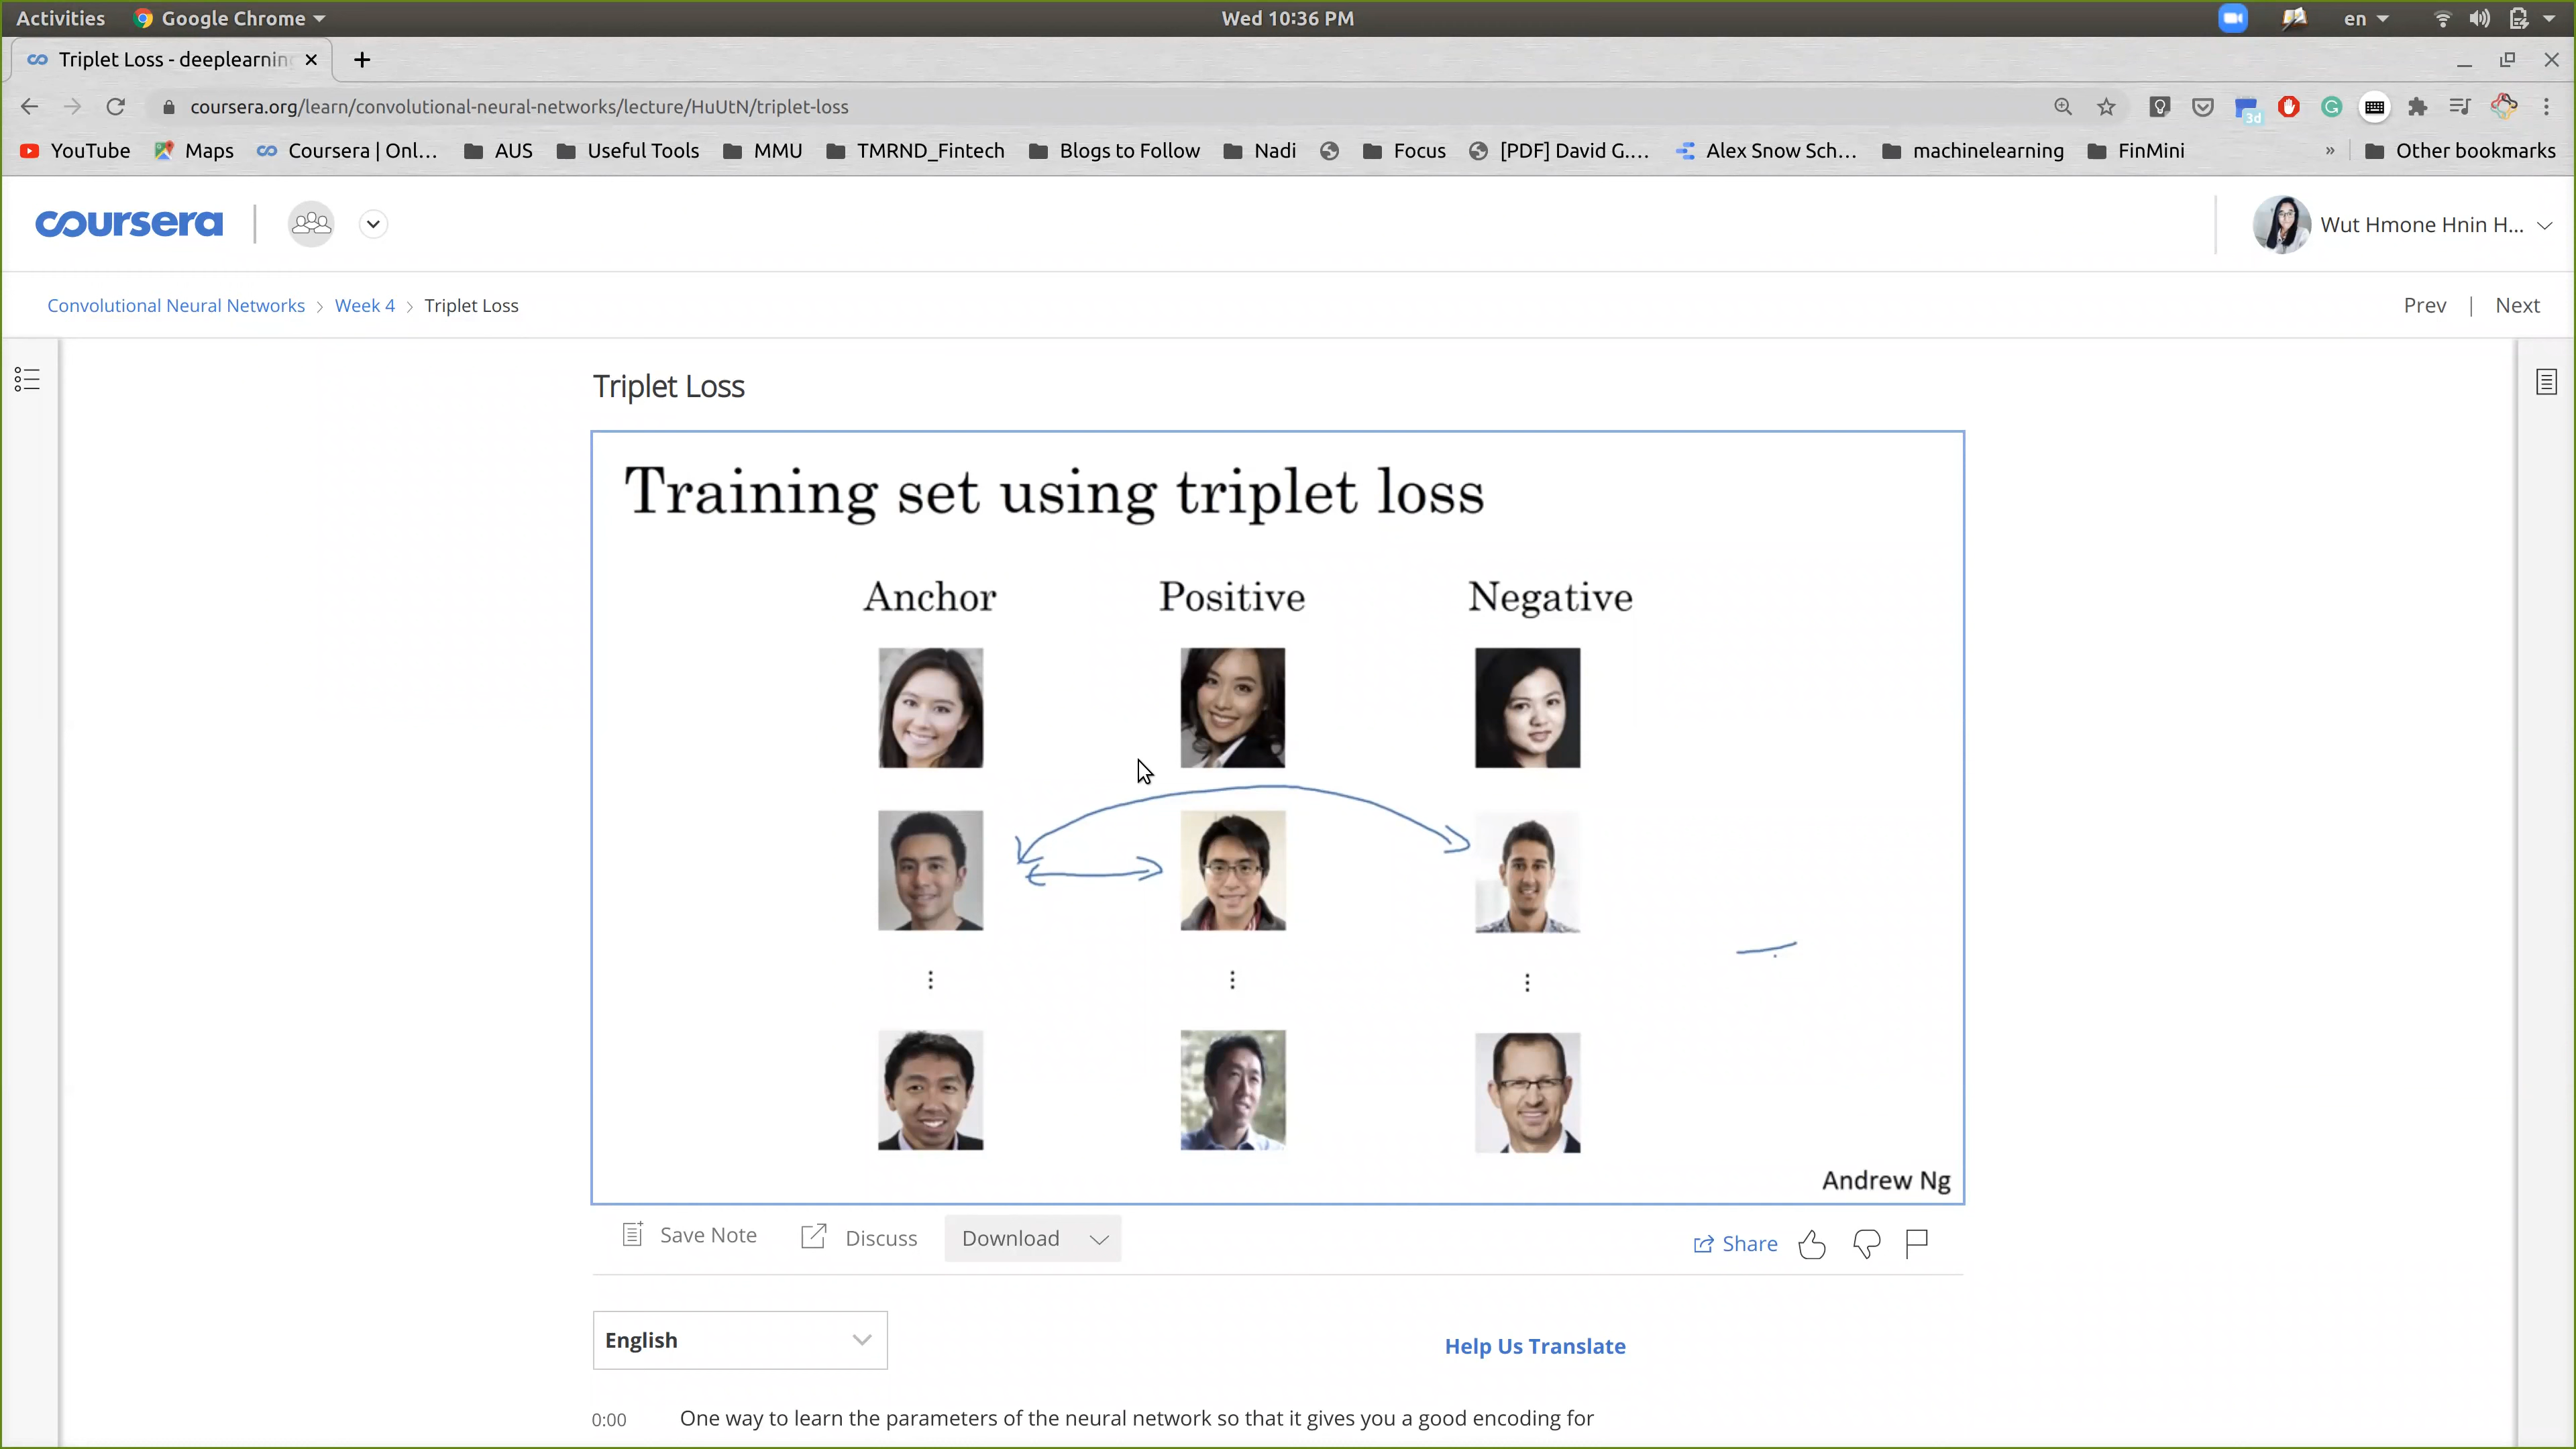 Activities Google Chrome Wed 10:36 PM en
Triplet Loss - deeplearning
coursera.org/learn/convolutional-neural-networks/lecture/HuUtN/triplet-loss 3d
YouTube Maps Coursera | Onl... AUS Useful Tools MMU TMRND_Fintech Blogs to Follow Nadi Focus [PDF] David G.... Alex Snow Sch... machinelearning FinMini » Other bookmarks
coursera Wut Hmone Hnin H...
Convolutional Neural Networks > Week 4 > Triplet Loss Prev | Next
Triplet Loss
Training set using triplet loss
Anchor Positive Negative
Andrew Ng
Save Note Discuss Download Share
English Help Us Translate
0:00 One way to learn the parameters of the neural network so that it gives you a good encoding for